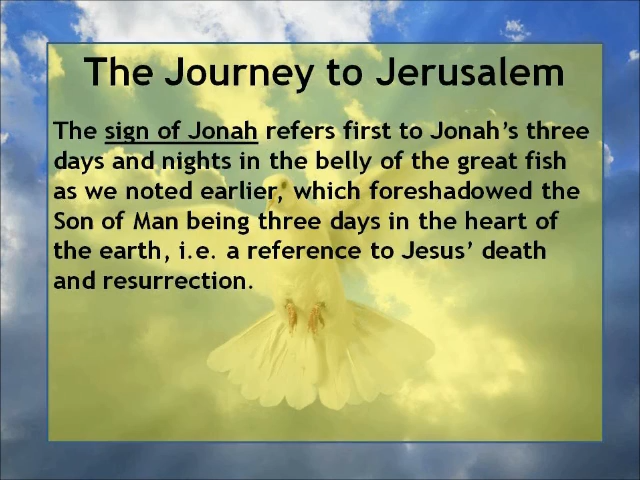 The Journey to Jerusalem
The sign of Jonah refers first to Jonah’s three
days and nights in the belly of the great fish
as we noted earlier, which foreshadowed the
Son of Man being three days in the heart of
the earth, i.e. a reference to Jesus’ death
and resurrection.